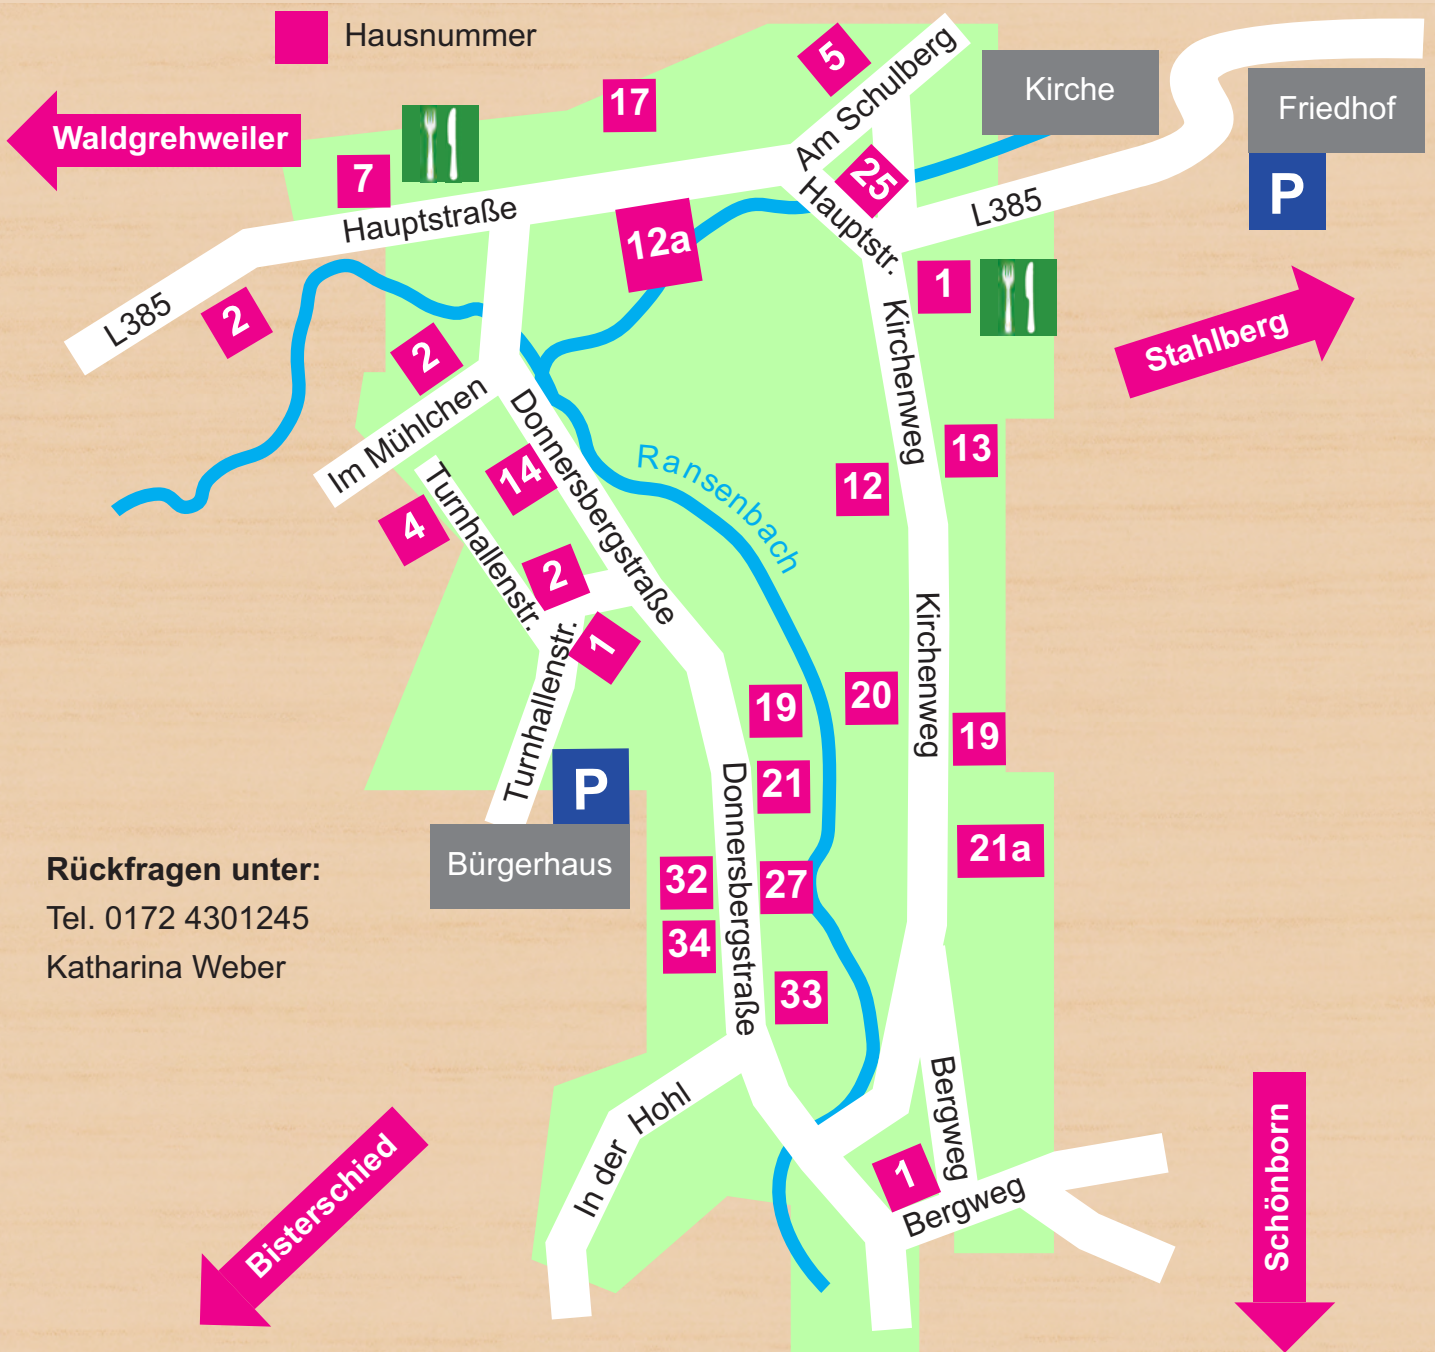 Hausnummer
5
Am Schulberg
Kirche
Friedhof
17
Waldgrehweiler
7
Hauptstraße
25
P
Hauptstr.
L385
12a
1
L385
2
2
Stahlberg
Kirchenweg
Im Mühlchen
Donnersbergstraße
13
14
Ransenbach
12
Turnhallenstr.
4
2
1
Kirchenweg
Turnhallenstr.
19
20
19
P
21
Donnersbergstraße
21a
Bürgerhaus
32
27
34
33
Rückfragen unter:
Tel. 0172 4301245
Katharina Weber
Bergweg
In der Hohl
1
Bergweg
Bisterschied
Schönborn